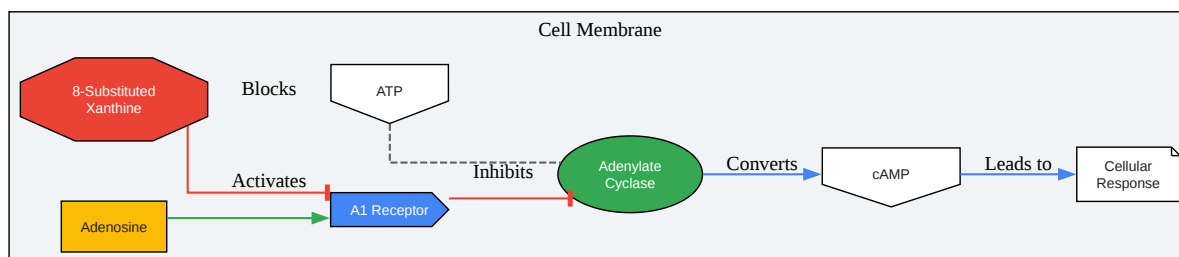 Cell Membrane
8-Substituted
Xanthine
Blocks
ATP
Activates
Inhibits
Adenylate
Cyclase
Converts
cAMP
Leads to
Cellular
Response
Adenosine
A1 Receptor